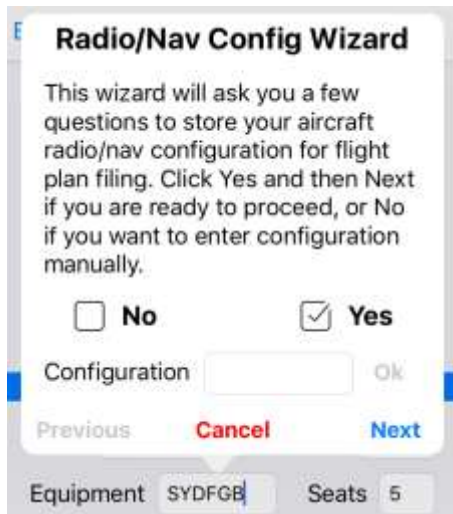 Radio/Nav Config Wizard
This wizard will ask you a few
questions to store your aircraft
radio/nav configuration for flight
plan filing. Click Yes and then Next
if you are ready to proceed, or No
if you want to enter configuration
manually.
No Yes
Configuration Ok
Previous Cancel Next
Equipment SYDFGB Seats 5